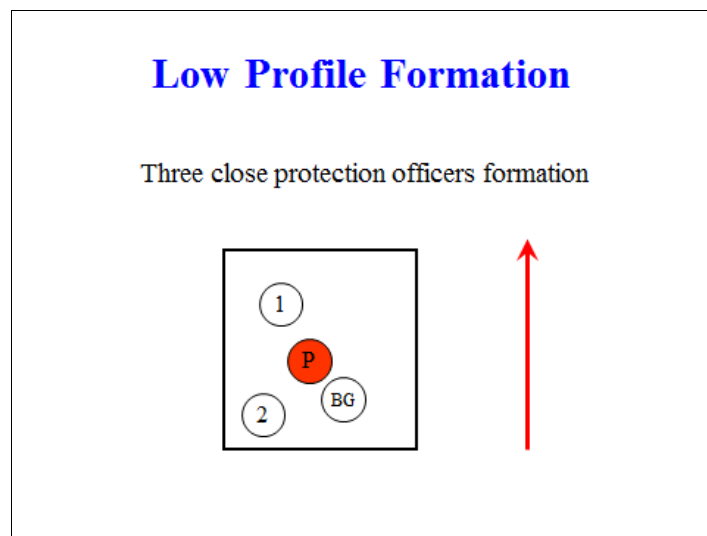 Low Profile Formation
Three close protection officers formation
1
P
BG
2